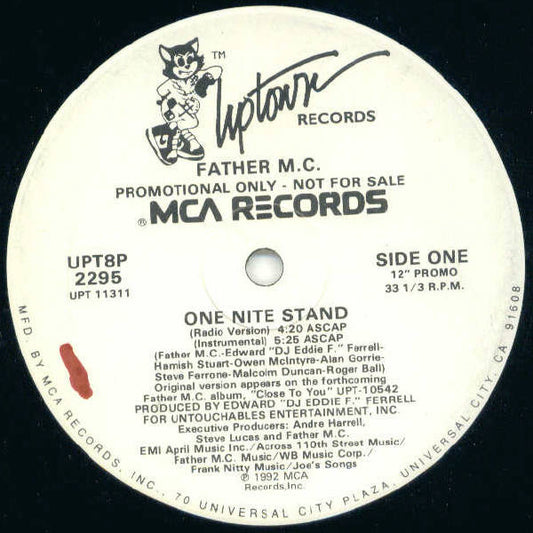 TM
Uptown
RECORDS
FATHER M.C.
PROMOTIONAL ONLY - NOT FOR SALE
® MCA RECORDS
UPT8P
2295
UPT 11311
SIDE ONE
12" PROMO
33 1/3 R.P.M.
ONE NITE STAND
(Radio Version) 4:20 ASCAP
(Instrumental) 5:25 ASCAP
(Father M.C.-Edward "DJ Eddie F." Ferrell-
Hamish Stuart-Owen McIntyre-Alan Gorrie-
Steve Ferrone-Malcolm Duncan-Roger Ball)
Original version appears on the forthcoming
Father M.C. album, "Close To You" UPT-10542
PRODUCED BY EDWARD "DJ EDDIE F." FERRELL
FOR UNTOUCHABLES ENTERTAINMENT, INC.
Executive Producers: Andre Harrell,
Steve Lucas and Father M.C.
EMI April Music Inc./Across 110th Street Music/
Father M.C. Music/WB Music Corp./
Frank Nitty Music/Joe's Songs
℗ 1992 MCA
Records, Inc.
MFD. BY MCA RECORDS, INC., 70 UNIVERSAL CITY PLAZA, UNIVERSAL CITY, CA 91608